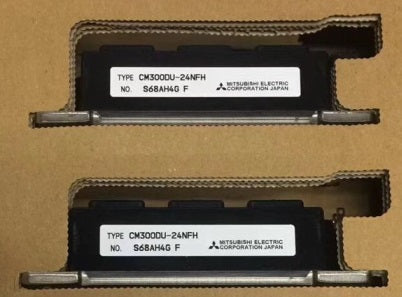 TYPE CM300DU-24NFH
NO. S68AH4G F
MITSUBISHI ELECTRIC
CORPORATION JAPAN
TYPE CM300DU-24NFH
NO. S68AH4G F
MITSUBISHI ELECTRIC
CORPORATION JAPAN